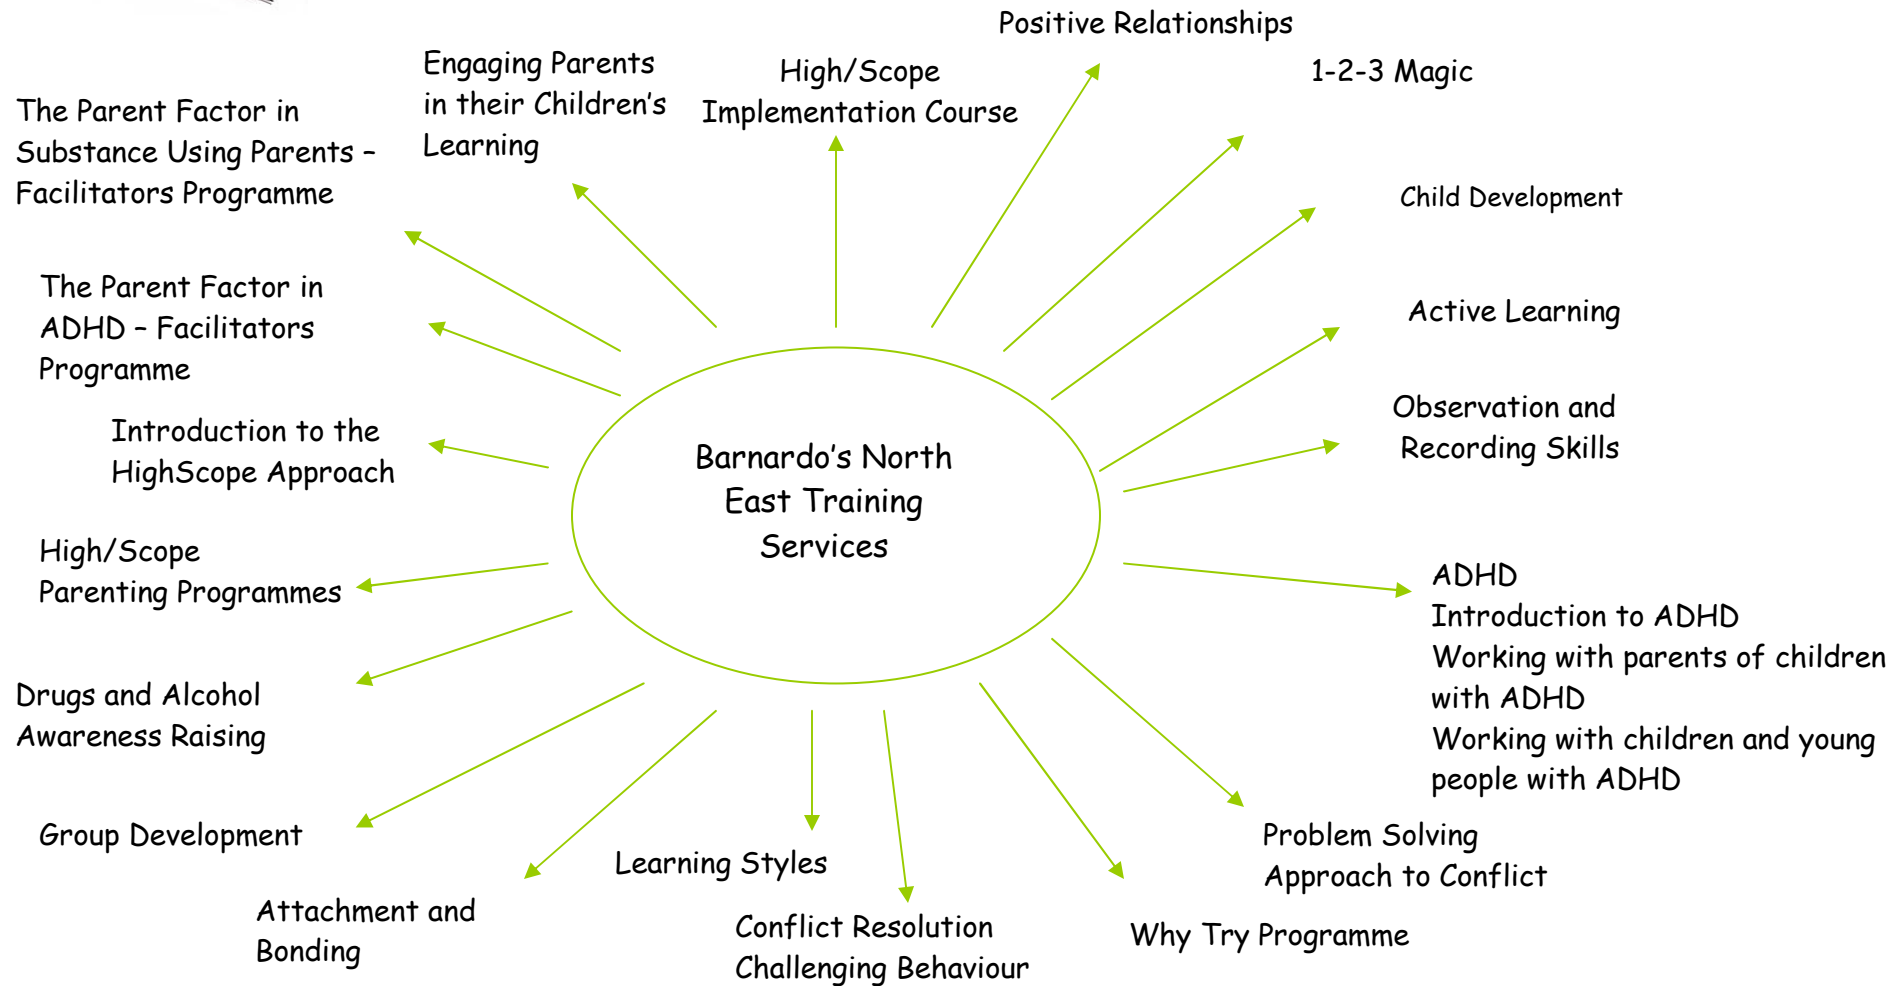 Positive Relationships
Engaging Parents
in their Children's
Learning
High/Scope
Implementation Course
1-2-3 Magic
The Parent Factor in
Substance Using Parents –
Facilitators Programme
Child Development
The Parent Factor in
ADHD – Facilitators
Programme
Active Learning
Introduction to the
HighScope Approach
Observation and
Recording Skills
Barnardo's North
East Training
Services
High/Scope
Parenting Programmes
ADHD
Introduction to ADHD
Working with parents of children
with ADHD
Working with children and young
people with ADHD
Drugs and Alcohol
Awareness Raising
Group Development
Problem Solving
Approach to Conflict
Learning Styles
Attachment and
Bonding
Conflict Resolution
Challenging Behaviour
Why Try Programme